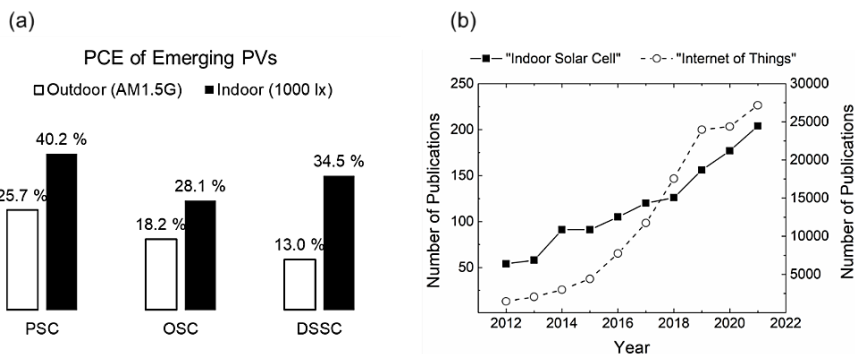 (a)
PCE of Emerging PVs
Outdoor (AM1.5G) Indoor (1000 lx)
40.2 %
25.7 %
28.1 %
18.2 %
34.5 %
13.0 %
PSC OSC DSSC
(b)
"Indoor Solar Cell" "Internet of Things"
Number of Publications
250
200
150
100
50
30000
25000
20000
15000
10000
5000
Number of Publications
2012 2014 2016 2018 2020 2022
Year